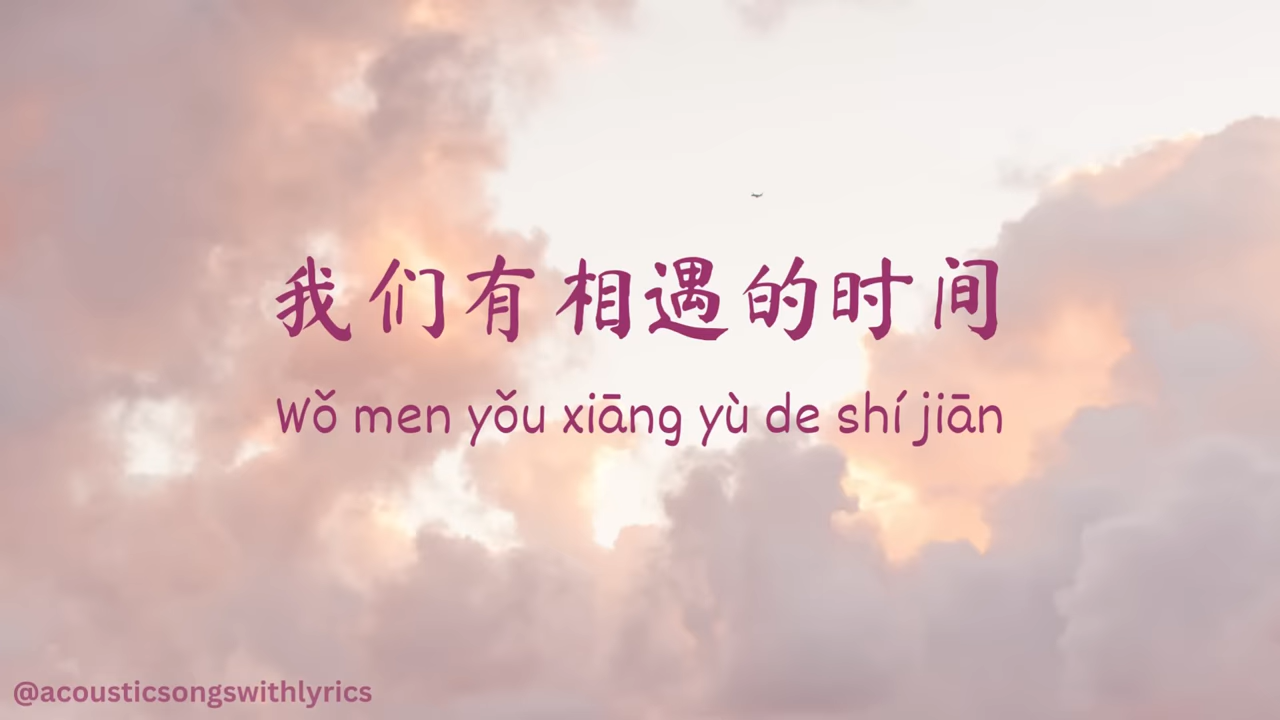 我们有相遇的时间
Wǒ men yǒu xiāng yù de shí jiān
@acousticsongswithlyrics